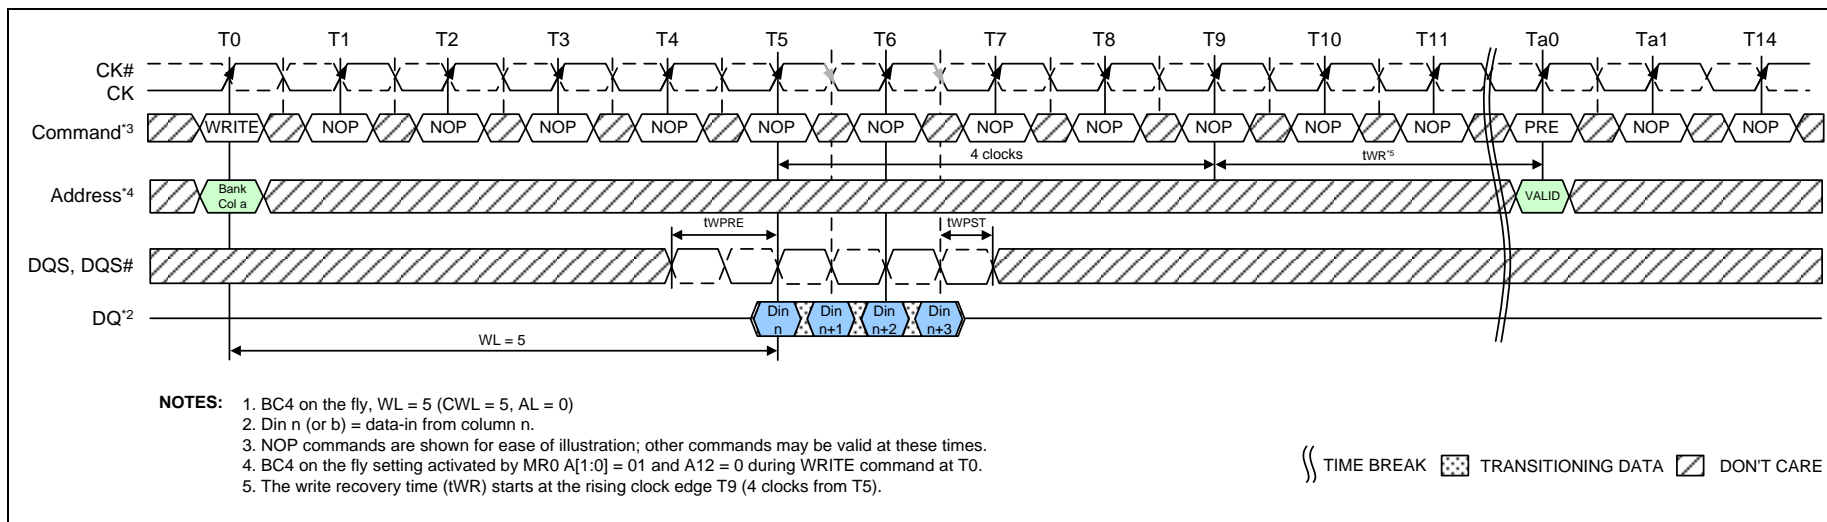 T0 T1 T2 T3 T4 T5 T6 T7 T8 T9 T10 T11 Ta0 Ta1 T14
CK#
CK
Command*3 WRITE NOP NOP NOP NOP NOP NOP NOP NOP NOP NOP NOP PRE NOP NOP
4 clocks tWR*5
Address*4 Bank Col a VALID
tWPRE tWPST
DQS, DQS#
DQ*2 Din n Din n+1 Din n+2 Din n+3
WL = 5
NOTES: 1. BC4 on the fly, WL = 5 (CWL = 5, AL = 0)
2. Din n (or b) = data-in from column n.
3. NOP commands are shown for ease of illustration; other commands may be valid at these times.
4. BC4 on the fly setting activated by MR0 A[1:0] = 01 and A12 = 0 during WRITE command at T0.
5. The write recovery time (tWR) starts at the rising clock edge T9 (4 clocks from T5).
TIME BREAK TRANSITIONING DATA DON'T CARE